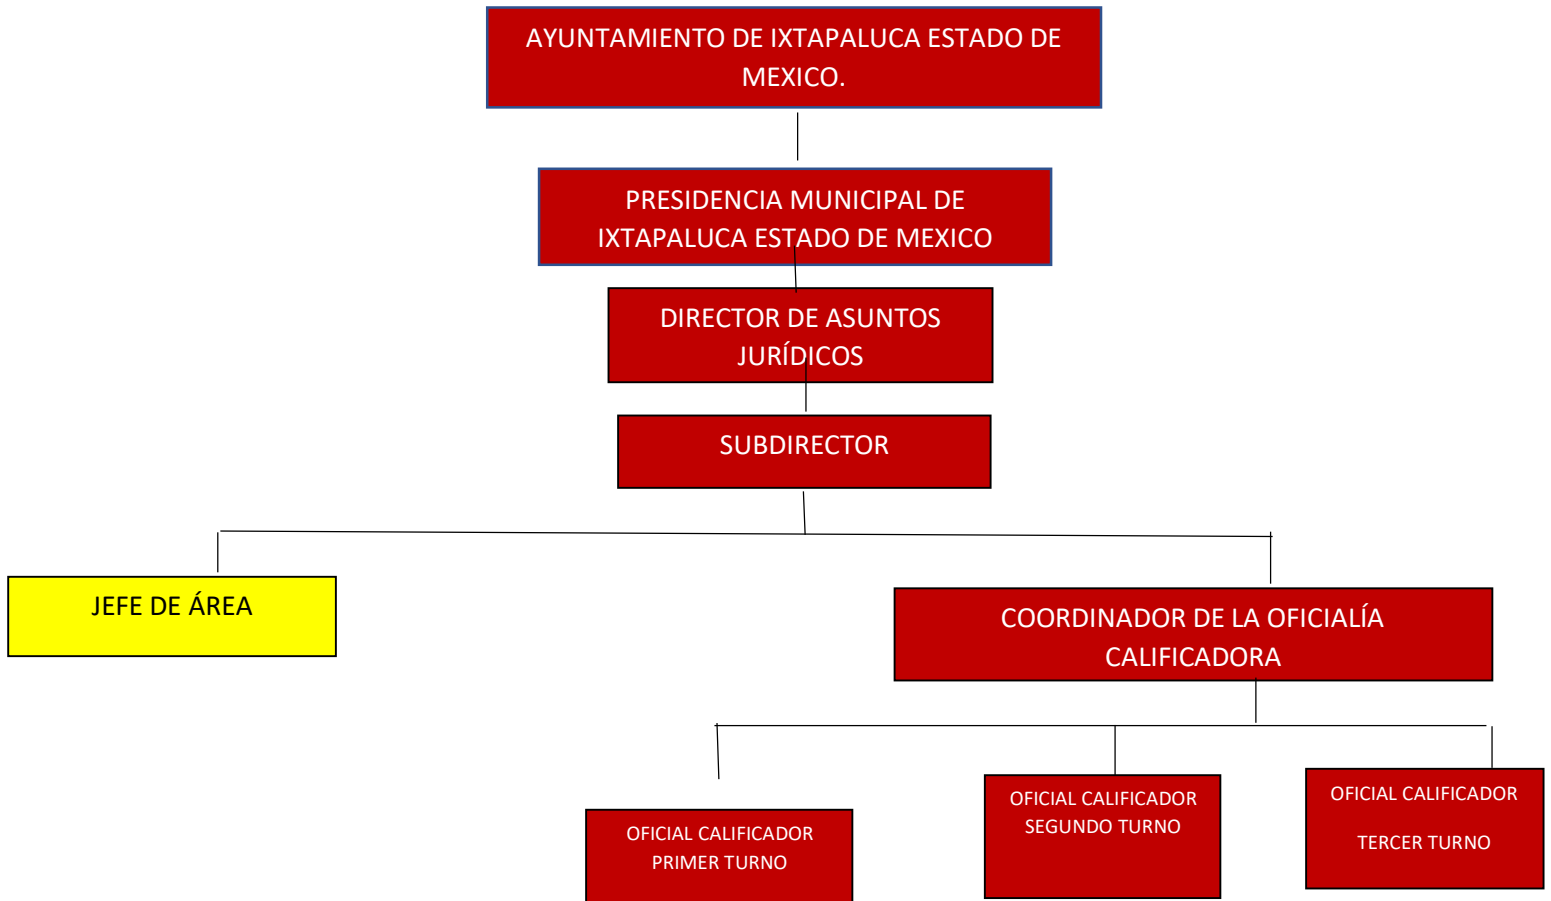 AYUNTAMIENTO DE IXTAPALUCA ESTADO DE
MEXICO.
PRESIDENCIA MUNICIPAL DE
IXTAPALUCA ESTADO DE MEXICO
DIRECTOR DE ASUNTOS
JURÍDICOS
SUBDIRECTOR
JEFE DE ÁREA
COORDINADOR DE LA OFICIALÍA
CALIFICADORA
OFICIAL CALIFICADOR
PRIMER TURNO
OFICIAL CALIFICADOR
SEGUNDO TURNO
OFICIAL CALIFICADOR
TERCER TURNO